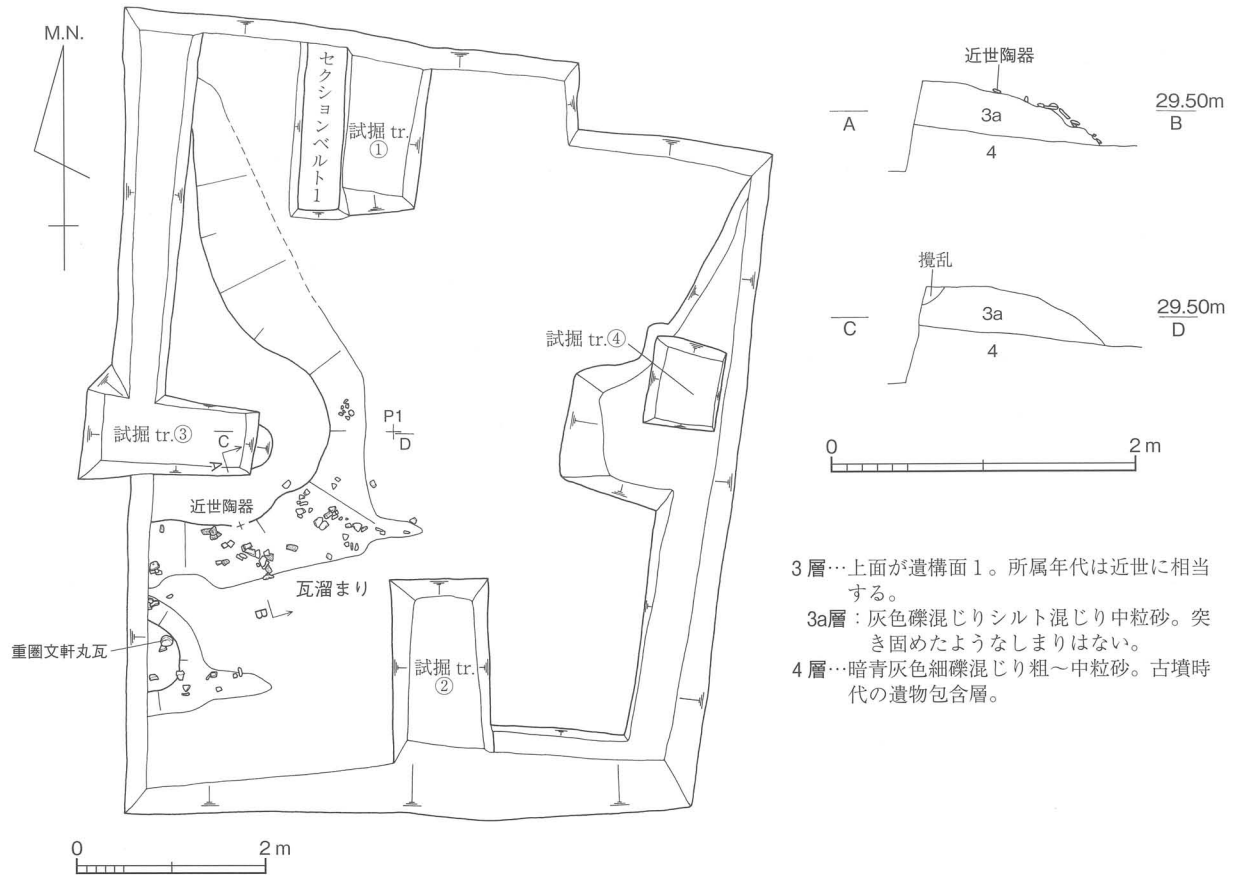 M.N.
セクションベルト1
試掘 tr.
①
試掘 tr.④
試掘 tr.③
C
A
P1
D
近世陶器
瓦溜まり
B
重圏文軒丸瓦
試掘 tr.
②
0 2 m
近世陶器
3a
4
A
29.50m
B
攪乱
3a
4
C
29.50m
D
0 2 m
3層…上面が遺構面1。所属年代は近世に相当
する。
3a層：灰色礫混じりシルト混じり中粒砂。突
き固めたようなしまりはない。
4層…暗青灰色細礫混じり粗～中粒砂。古墳時
代の遺物包含層。